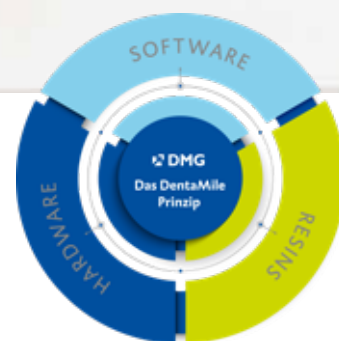 SOFTWARE
DMG
Das DentaMile
Prinzip
HARDWARE
RESINS